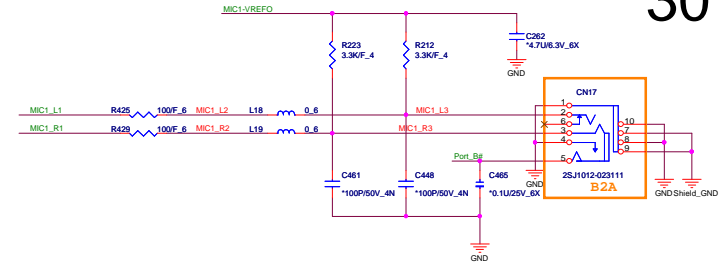 MIC1-VREFO
30
C262
*4.7U/6.3V_6X
GND
R223
3.3K/F_4
R212
3.3K/F_4
CN17
1
2
6
3
4
5
10
7
8
9
MIC1_L1
R425
100/F_6
MIC1_L2
L18
0_6
MIC1_L3
MIC1_R1
R429
100/F_6
MIC1_R2
L19
0_6
MIC1_R3
Port_B#
C461
*100P/50V_4N
C448
*100P/50V_4N
C465
*0.1U/25V_6X
GND
2SJ1012-023111
B2A
GND
Shield_GND
GND